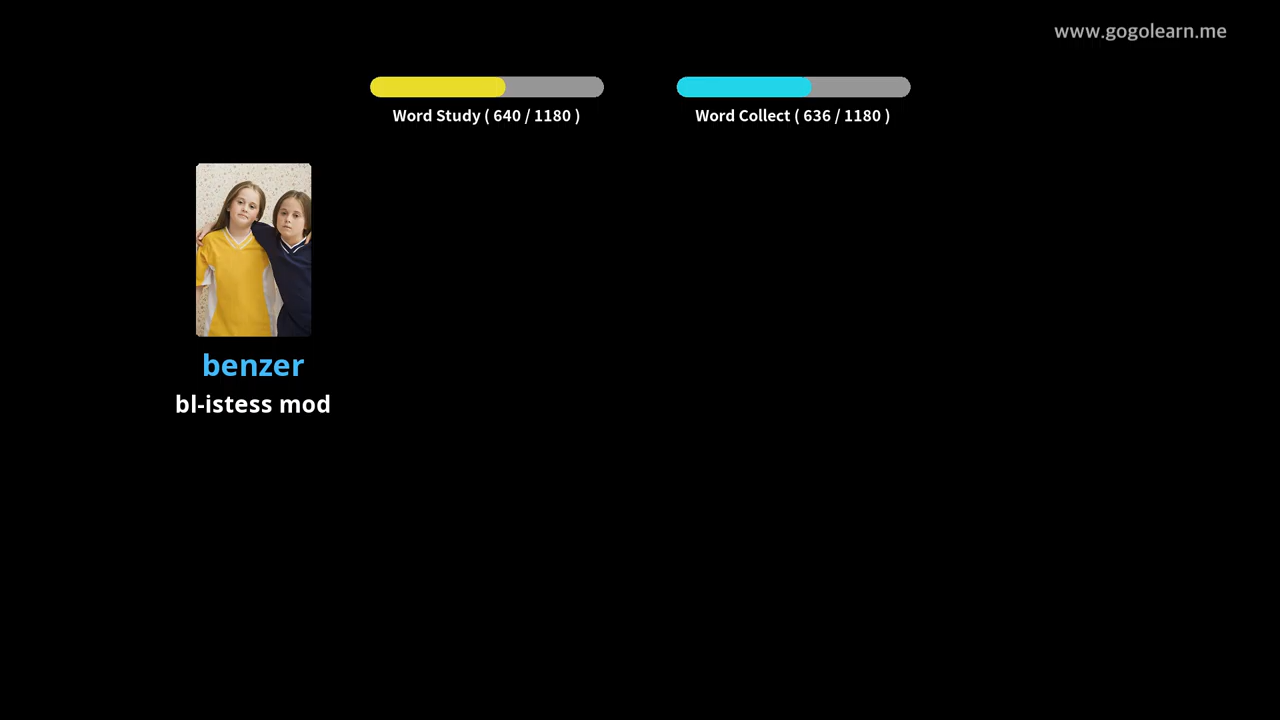 www.gogolearn.me
Word Study ( 640 / 1180 )
Word Collect ( 636 / 1180 )
benzer
bl-istess mod